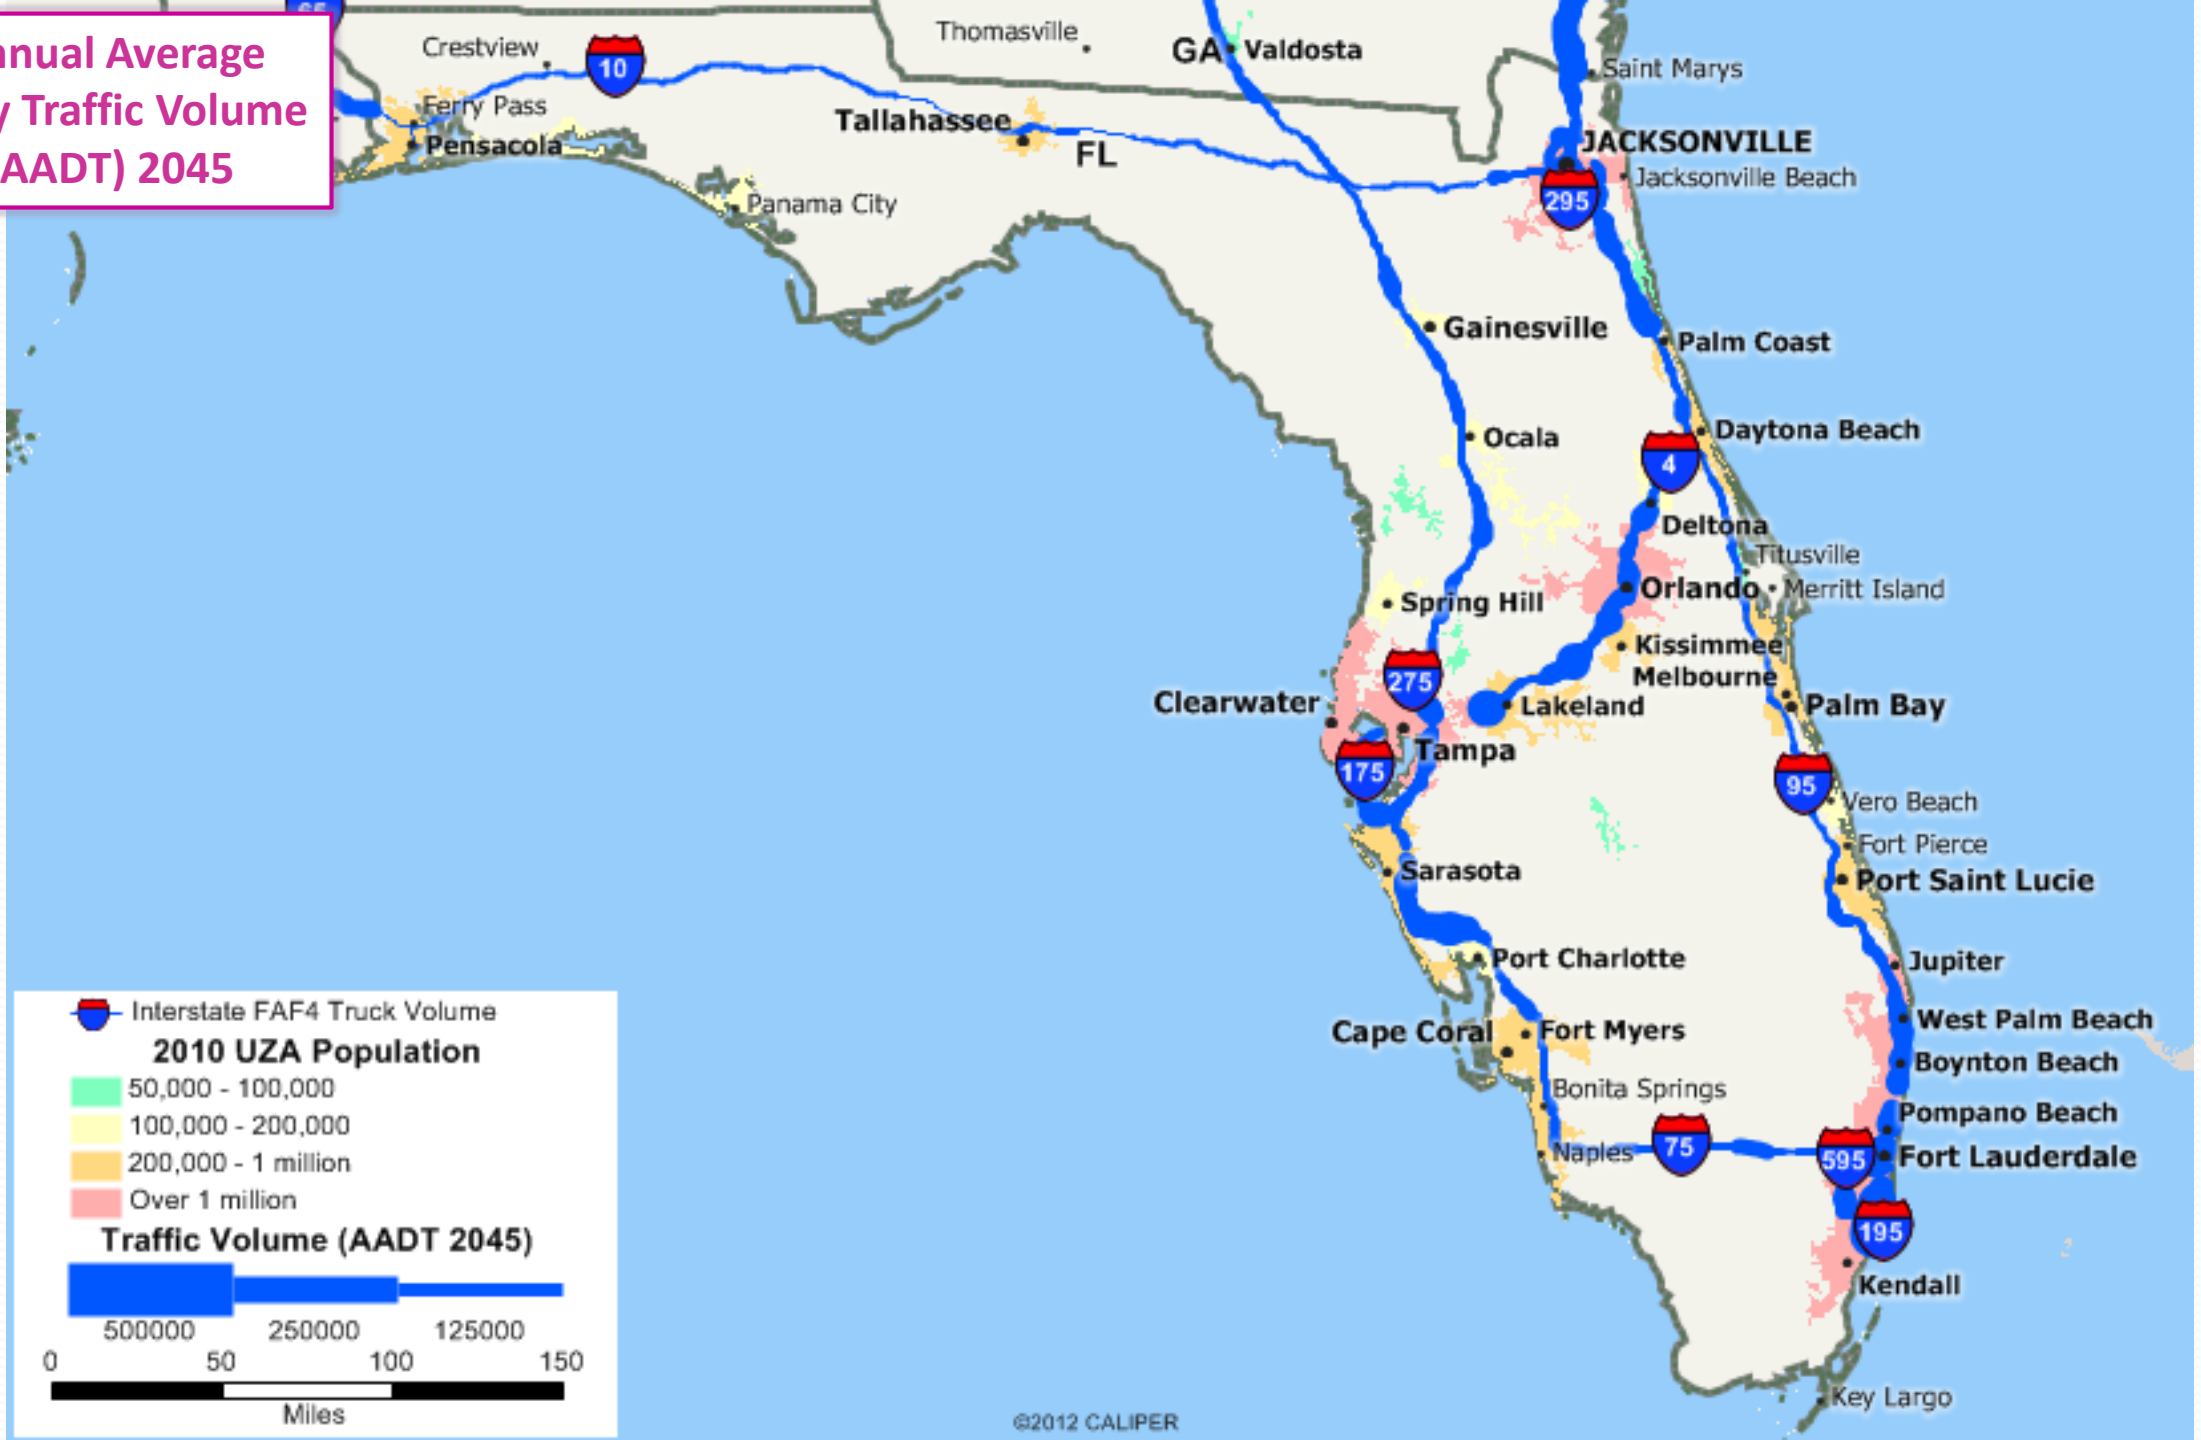 65
nnual Average
y Traffic Volume
AADT) 2045
Crestview
10
Thomasville
GA
Valdosta
Saint Marys
Ferry Pass
Tallahassee
JACKSONVILLE
Pensacola
FL
Jacksonville Beach
295
Panama City
Gainesville
Palm Coast
Ocala
Daytona Beach
4
Deltona
Titusville
Orlando
Merritt Island
Spring Hill
Kissimmee
Melbourne
275
Clearwater
Lakeland
Palm Bay
Tampa
175
95
Vero Beach
Fort Pierce
Sarasota
Port Saint Lucie
Port Charlotte
Jupiter
West Palm Beach
Cape Coral
Fort Myers
Boynton Beach
Bonita Springs
Pompano Beach
Naples
75
595
Fort Lauderdale
195
Kendall
Key Largo
Interstate FAF4 Truck Volume
2010 UZA Population
50,000 - 100,000
100,000 - 200,000
200,000 - 1 million
Over 1 million
Traffic Volume (AADT 2045)
500000 250000 125000
0 50 100 150
Miles
©2012 CALIPER